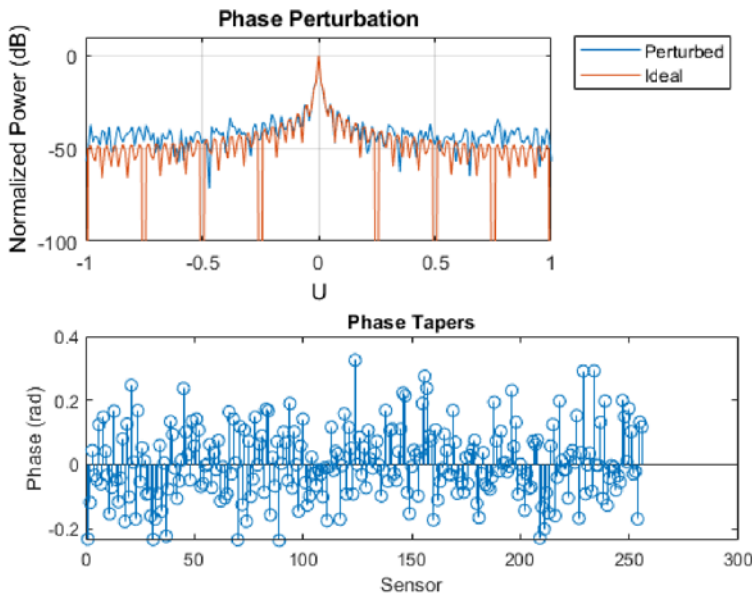 Phase Perturbation
Normalized Power (dB)
0
-50
-100
-1
-0.5
0
0.5
1
U
Perturbed
Ideal
Phase Tapers
Phase (rad)
0.4
0.2
0
-0.2
0
50
100
150
200
250
300
Sensor